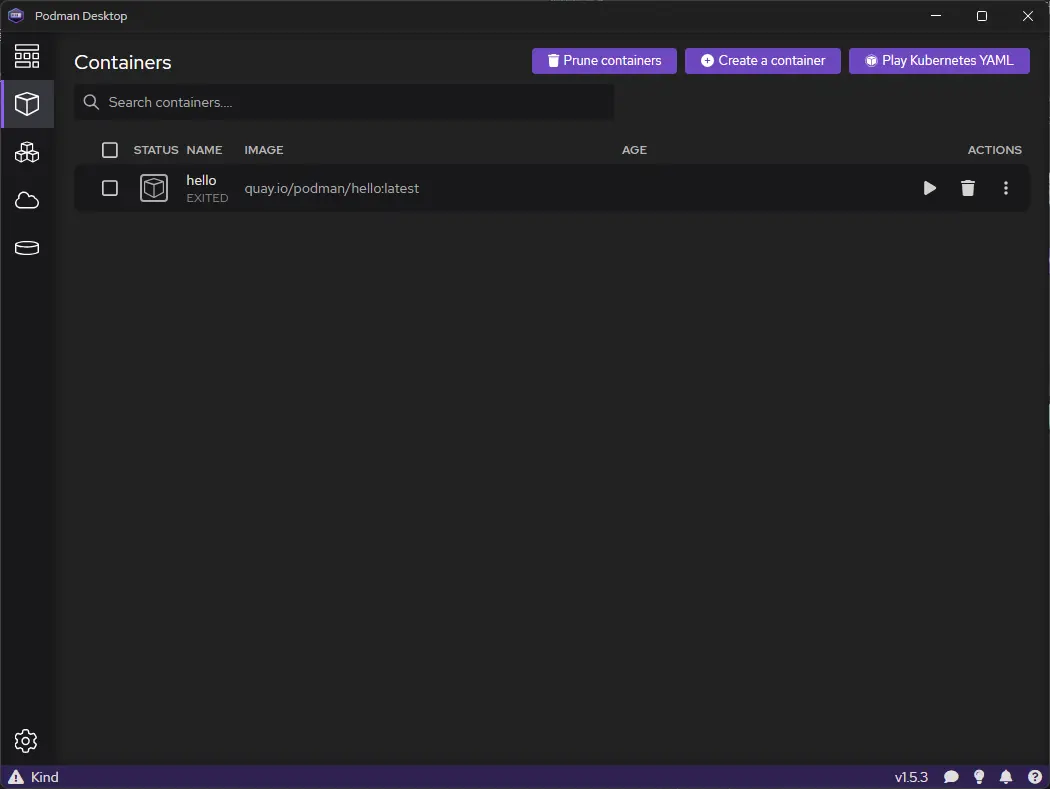 Podman Desktop
Containers
Prune containers
Create a container
Play Kubernetes YAML
Search containers....
STATUS NAME IMAGE AGE ACTIONS
hello
EXITED
quay.io/podman/hello:latest
Kind
v1.5.3